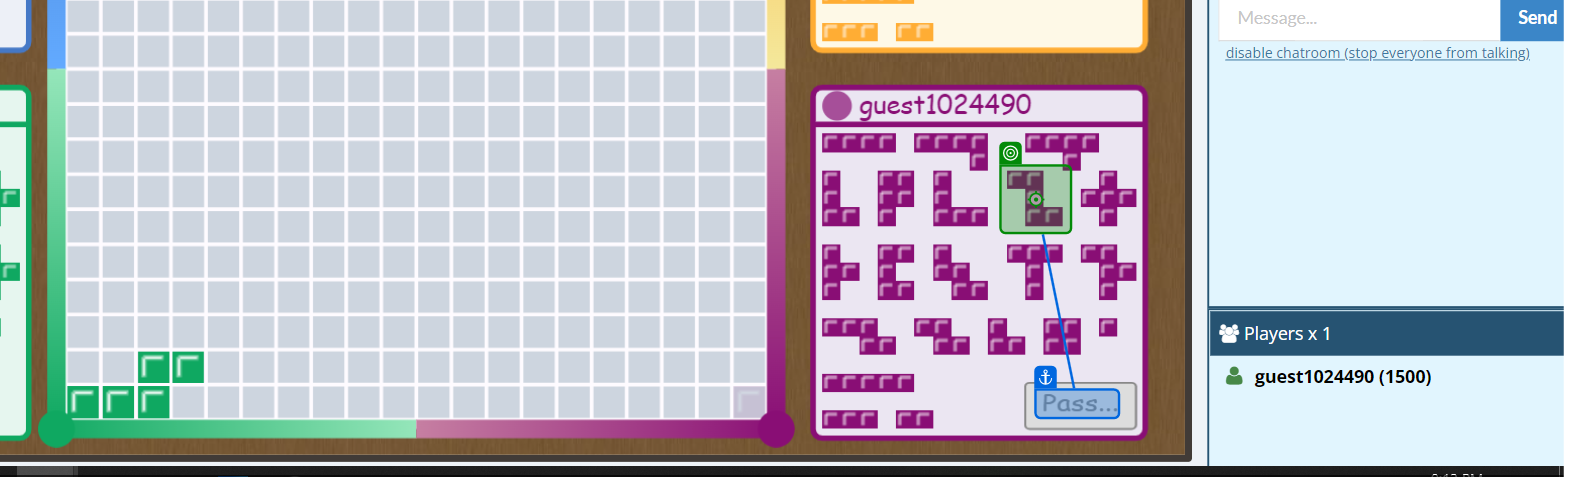 Message...
Send
disable chatroom (stop everyone from talking)
guest1024490
Players x 1
guest1024490 (1500)
Pass...